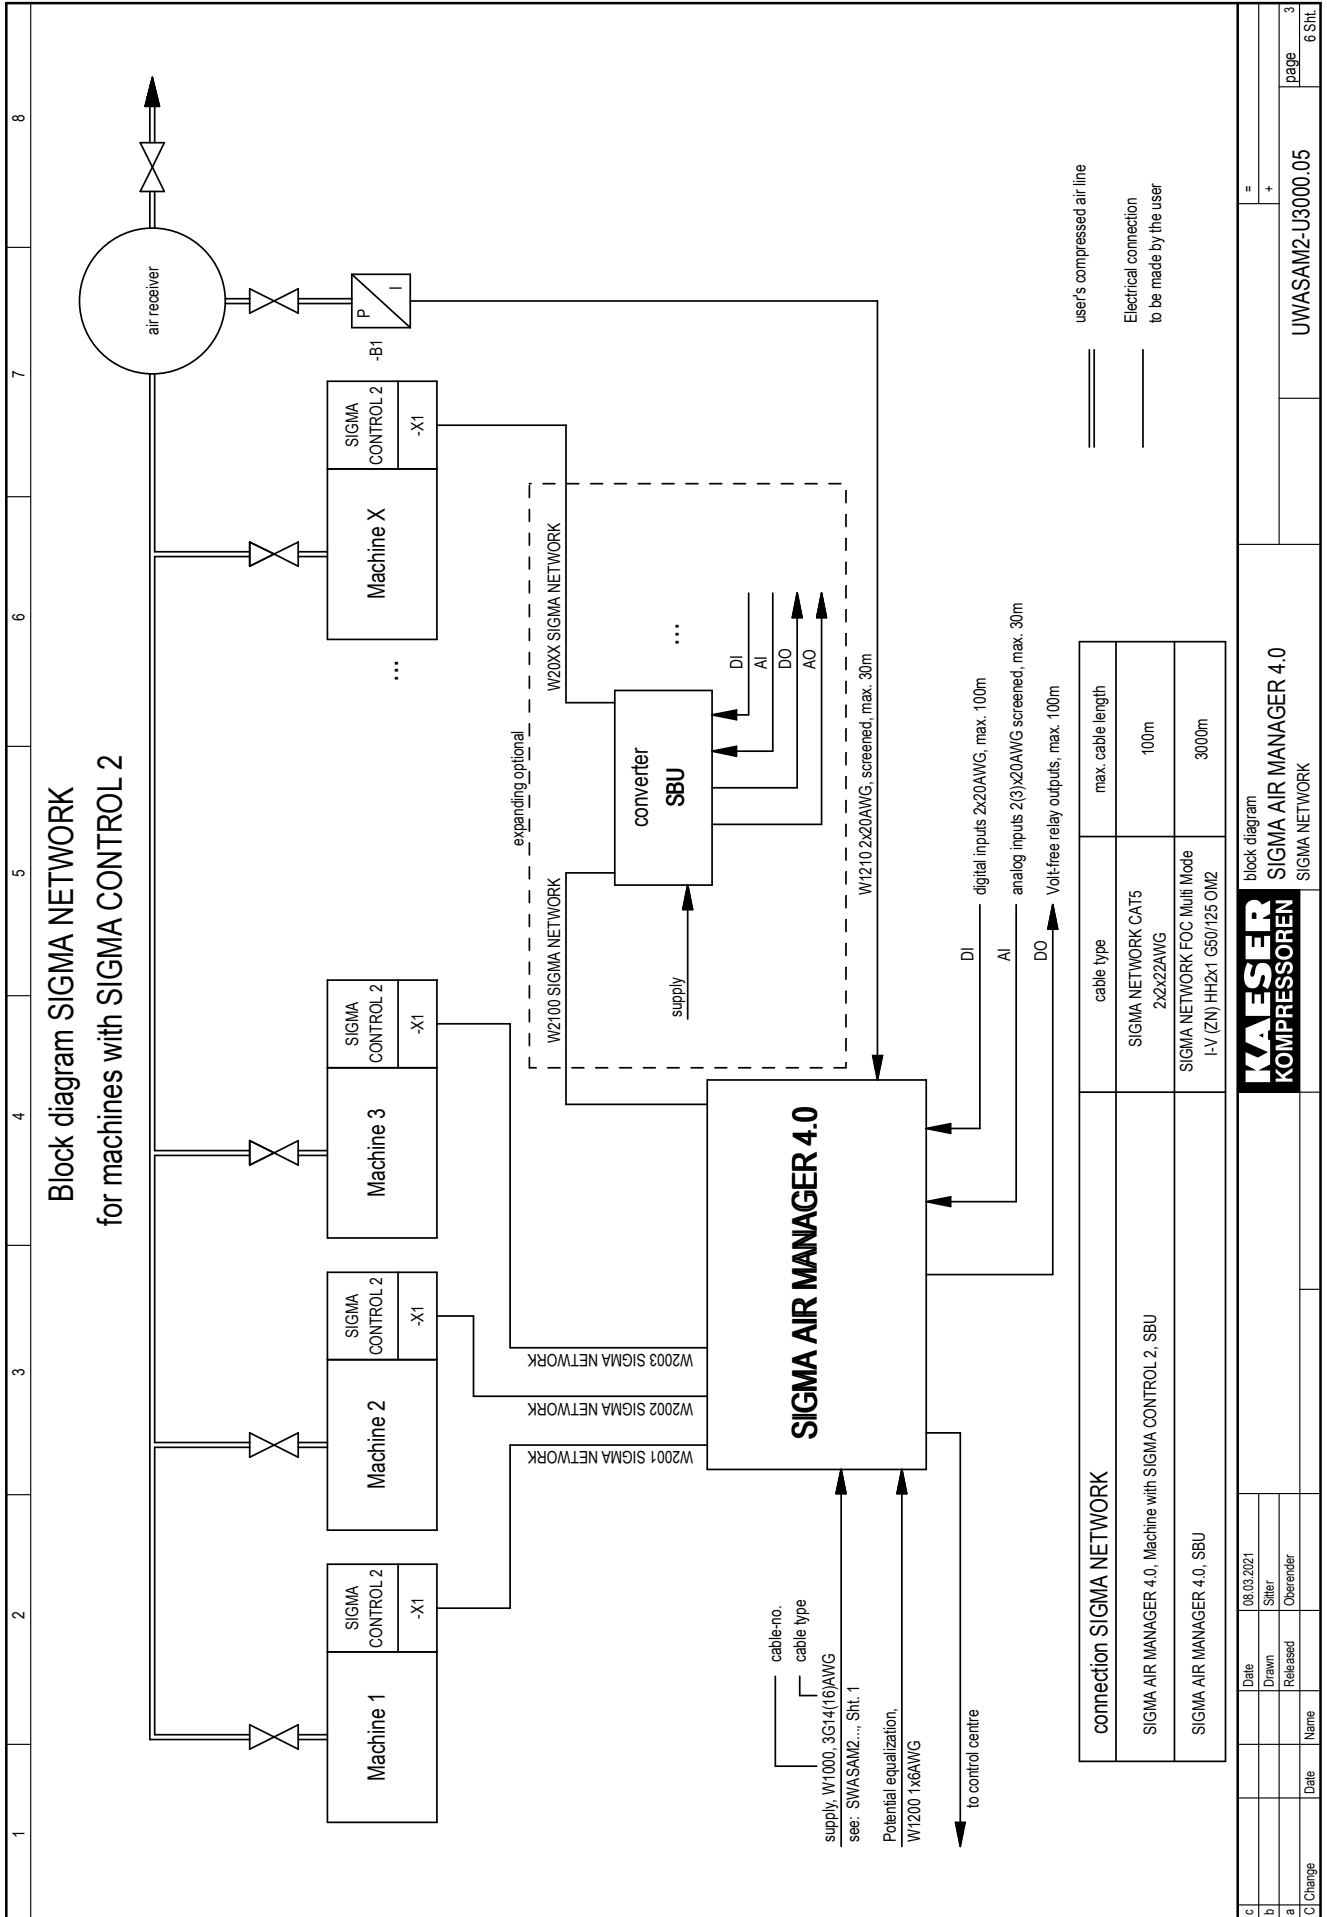 1
2
3
4
5
6
7
8
Block diagram SIGMA NETWORK
for machines with SIGMA CONTROL 2
air receiver
P
I
-B1
Machine 1
SIGMA
CONTROL 2
-X1
Machine 2
SIGMA
CONTROL 2
-X1
Machine 3
SIGMA
CONTROL 2
-X1
...
Machine X
SIGMA
CONTROL 2
-X1
W2001 SIGMA NETWORK
W2002 SIGMA NETWORK
W2003 SIGMA NETWORK
expanding optional
W2100 SIGMA NETWORK
W20XX SIGMA NETWORK
supply
converter
SBU
...
DI
AI
DO
AO
W1210 2x20AWG, screened, max. 30m
SIGMA AIR MANAGER 4.0
cable-no.
cable type
supply, W1000, 3G14(16)AWG
see: SWASAM2..., Sht. 1
Potential equalization,
W1200 1x6AWG
to control centre
DI
digital inputs 2x20AWG, max. 100m
AI
analog inputs 2(3)x20AWG screened, max. 30m
DO
Volt-free relay outputs, max. 100m
user's compressed air line
Electrical connection
to be made by the user
connection SIGMA NETWORK
cable type
max. cable length
SIGMA AIR MANAGER 4.0, Machine with SIGMA CONTROL 2, SBU
SIGMA NETWORK CAT5
2x2x22AWG
100m
SIGMA AIR MANAGER 4.0, SBU
SIGMA NETWORK FOC Multi Mode
I-V (ZN) HH2x1 G50/125 OM2
3000m
c
b
a
C
Change
Date
Name
Date
08.03.2021
Drawn
Sitter
Released
Oberender
KAESER
KOMPRESSOREN
block diagram
SIGMA AIR MANAGER 4.0
SIGMA NETWORK
=
+
UWASAM2-U3000.05
page
3
6 Sht.